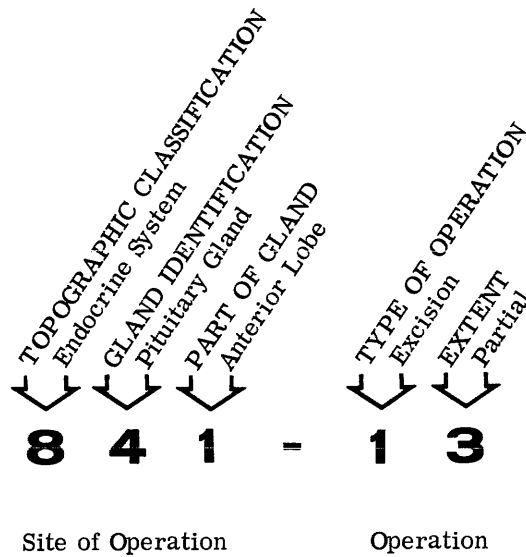 TOPOGRAPHIC CLASSIFICATION
Endocrine System
GLAND IDENTIFICATION
Pituitary Gland
PART OF GLAND
Anterior Lobe
TYPE OF OPERATION
Excision
EXTENT
Partial
8 4 1 - 1 3
Site of Operation Operation